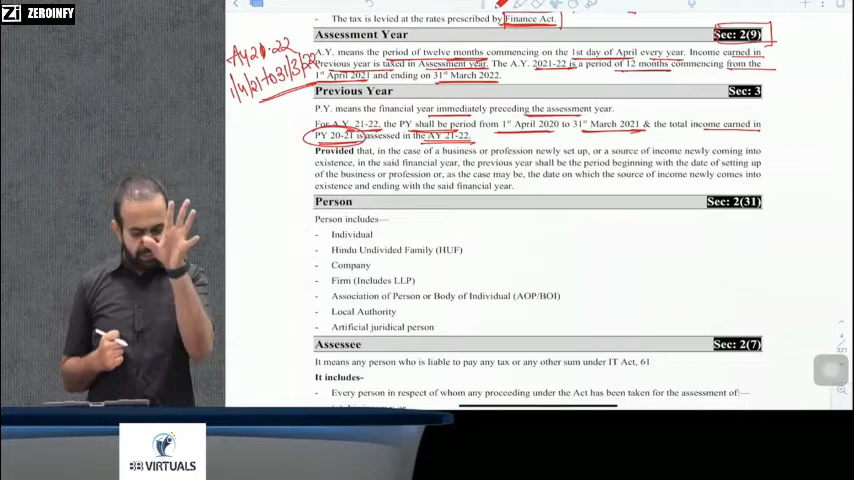 Zi ZEROINFY
- The tax is levied at the rates prescribed by Finance Act.
Assessment Year Sec: 2(9)
A.Y. means the period of twelve months commencing on the 1st day of April every year. Income earned in
Previous year is taxed in Assessment year. The A.Y. 2021-22 is a period of 12 months commencing from the
1st April 2021 and ending on 31st March 2022.
AY 21-22
1/4/21 to 31/3/22
Previous Year Sec: 3
P.Y. means the financial year immediately preceding the assessment year.
For A.Y. 21-22, the PY shall be period from 1st April 2020 to 31st March 2021 & the total income earned in
PY 20-21 is assessed in the AY 21-22.
Provided that, in the case of a business or profession newly set up, or a source of income newly coming into
existence, in the said financial year, the previous year shall be the period beginning with the date of setting up
of the business or profession or, as the case may be, the date on which the source of income newly comes into
existence and ending with the said financial year.
Person Sec: 2(31)
Person includes—
- Individual
- Hindu Undivided Family (HUF)
- Company
- Firm (Includes LLP)
- Association of Person or Body of Individual (AOP/BOI)
- Local Authority
- Artificial juridical person
Assessee Sec: 2(7)
It means any person who is liable to pay any tax or any other sum under IT Act, 61
It includes-
- Every person in respect of whom any proceeding under the Act has been taken for the assessment of:—
4
321
BB VIRTUALS